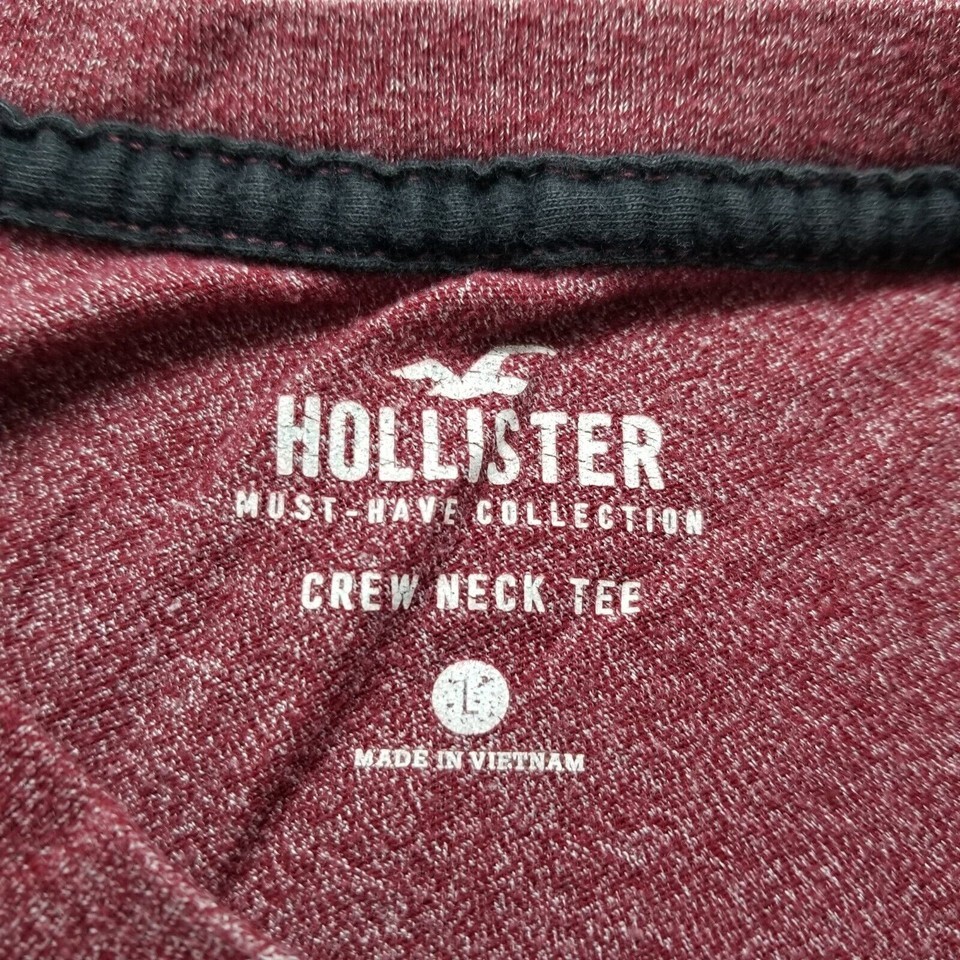 HOLLISTER
MUST-HAVE COLLECTION
CREW NECK TEE
L
MADE IN VIETNAM